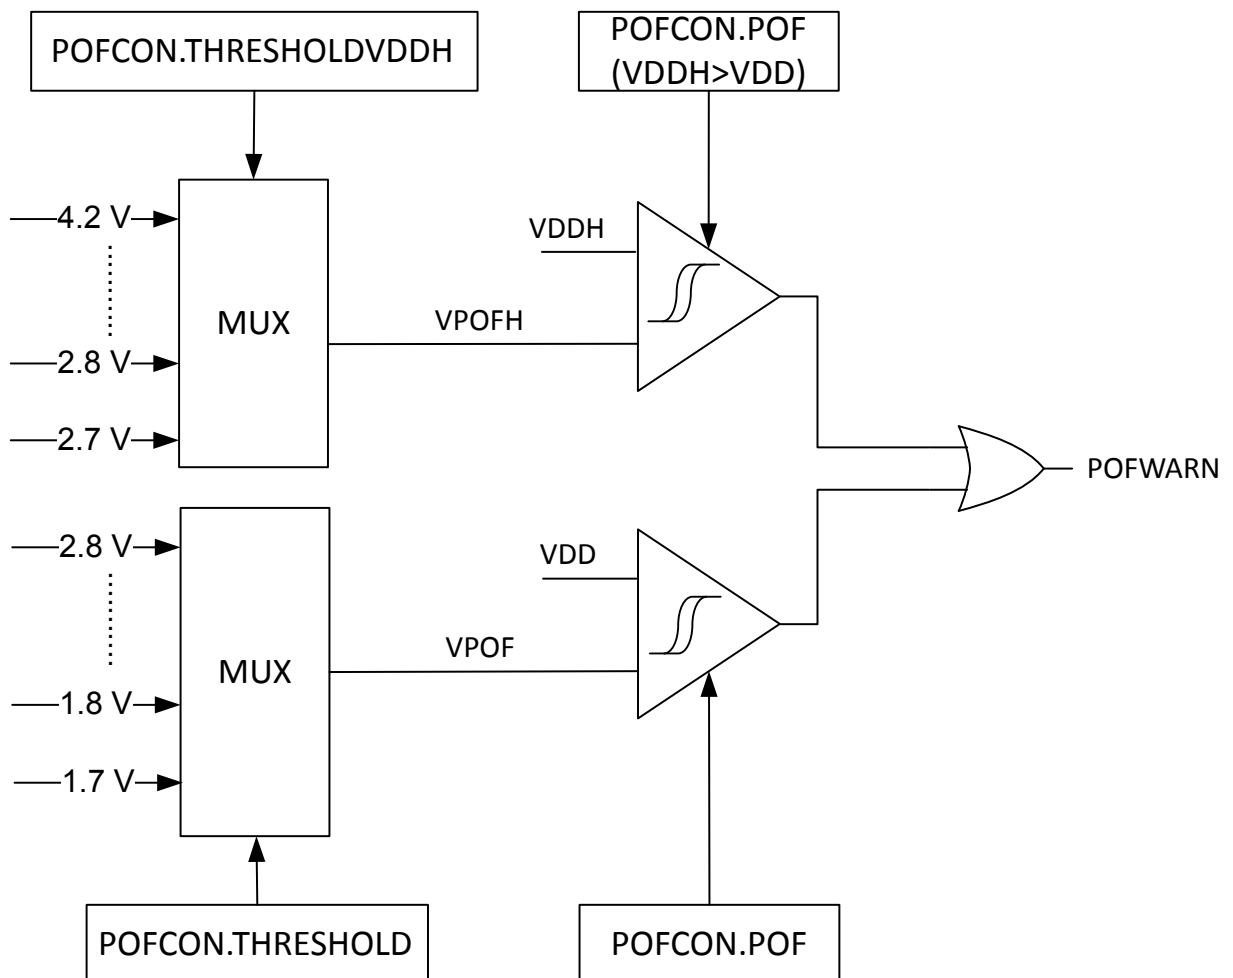 POFCON.THRESHOLDVDDH
POFCON.POF
(VDDH>VDD)
4.2 V
VDDH
MUX
VPOFH
2.8 V
2.7 V
POFWARN
2.8 V
VDD
MUX
VPOF
1.8 V
1.7 V
POFCON.THRESHOLD
POFCON.POF